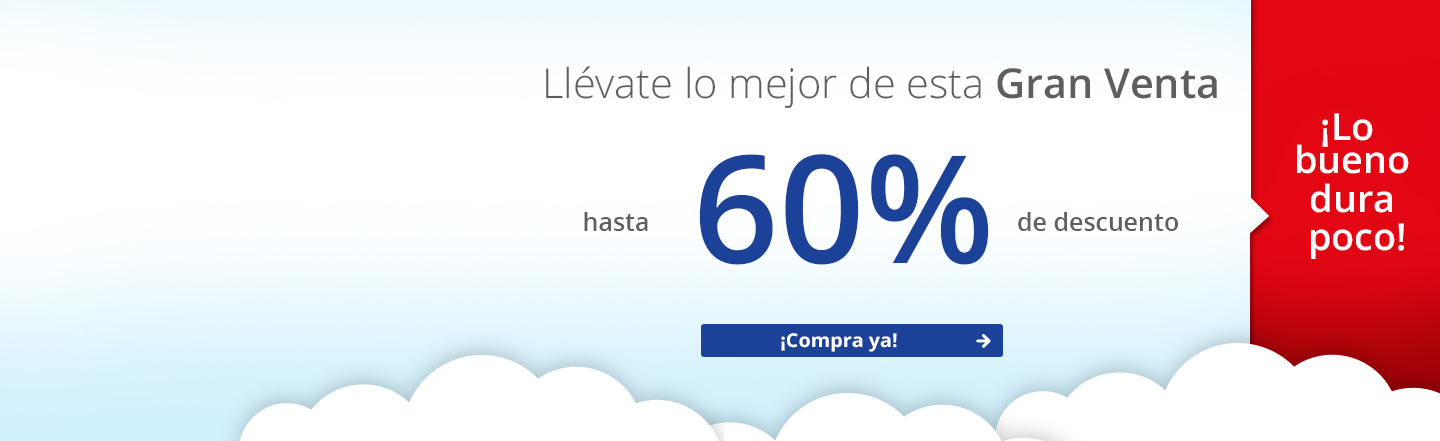 Llévate lo mejor de esta Gran Venta
hasta 60% de descuento
¡Compra ya!
¡Lo
bueno
dura
poco!